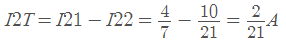 I2T = I21 − I22 = 4/7 − 10/21 = 2/21 A